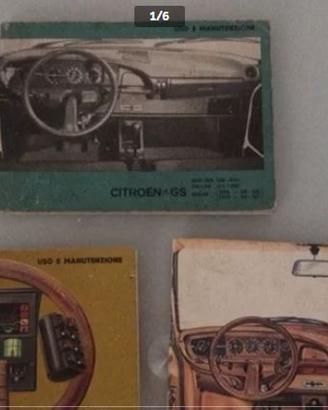 1/6
USO E MANUTENZIONE
CITROËN GS
USO E MANUTENZIONE